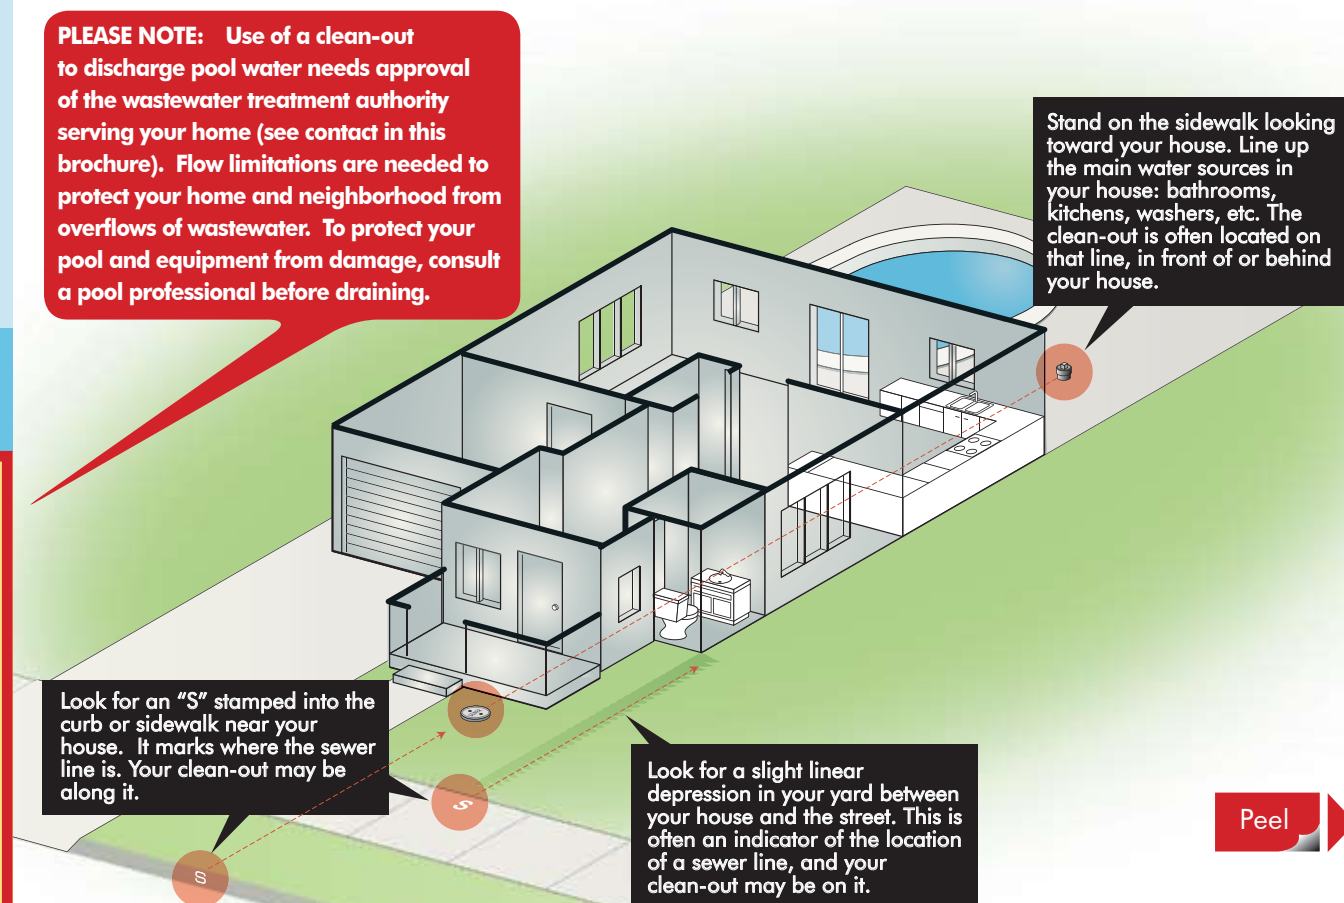 PLEASE NOTE: Use of a clean-out
to discharge pool water needs approval
of the wastewater treatment authority
serving your home (see contact in this
brochure). Flow limitations are needed to
protect your home and neighborhood from
overflows of wastewater. To protect your
pool and equipment from damage, consult
a pool professional before draining.
Stand on the sidewalk looking
toward your house. Line up
the main water sources in
your house: bathrooms,
kitchens, washers, etc. The
clean-out is often located on
that line, in front of or behind
your house.
Look for an “S” stamped into the
curb or sidewalk near your
house. It marks where the sewer
line is. Your clean-out may be
along it.
S
S
Look for a slight linear
depression in your yard between
your house and the street. This is
often an indicator of the location
of a sewer line, and your
clean-out may be on it.
Peel